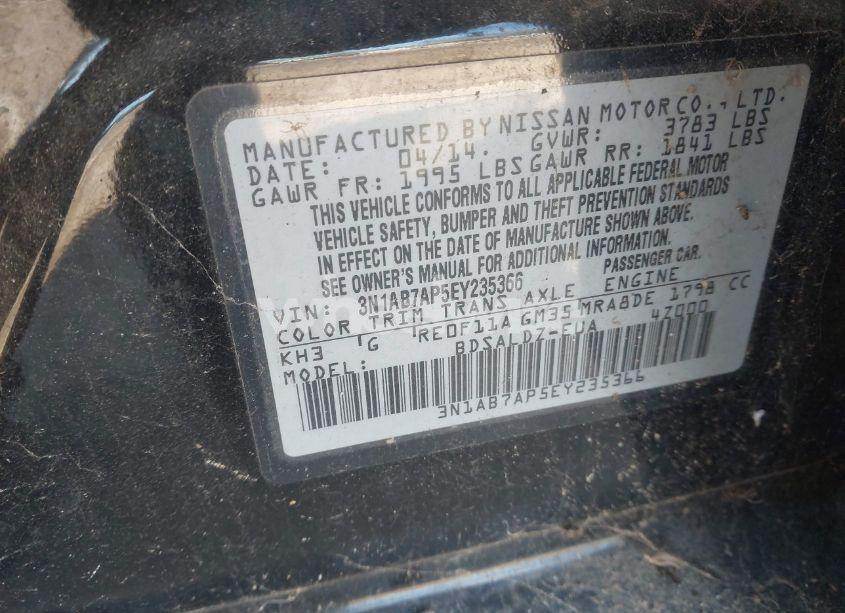 MANUFACTURED BY NISSAN MOTOR CO., LTD.
DATE: 04/14. GVWR: 3783 LBS
GAWR FR: 1995 LBS GAWR RR: 1841 LBS
THIS VEHICLE CONFORMS TO ALL APPLICABLE FEDERAL MOTOR
VEHICLE SAFETY, BUMPER AND THEFT PREVENTION STANDARDS
IN EFFECT ON THE DATE OF MANUFACTURE SHOWN ABOVE.
SEE OWNER'S MANUAL FOR ADDITIONAL INFORMATION.
VIN: 3N1AB7AP5EY235366 PASSENGER CAR.
COLOR TRIM TRANS AXLE ENGINE
KH3 'G 'RE0F11A GM35 MRA8DE 1798 CC
MODEL: BDSALDZ-EUA 4Z000
3N1AB7AP5EY235366